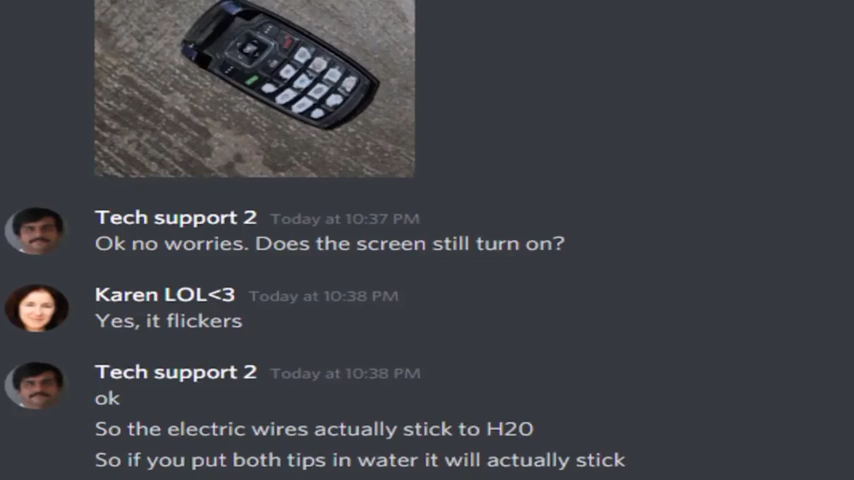 Tech support 2 Today at 10:37 PM
Ok no worries. Does the screen still turn on?
Karen LOL<3 Today at 10:38 PM
Yes, it flickers
Tech support 2 Today at 10:38 PM
ok
So the electric wires actually stick to H20
So if you put both tips in water it will actually stick